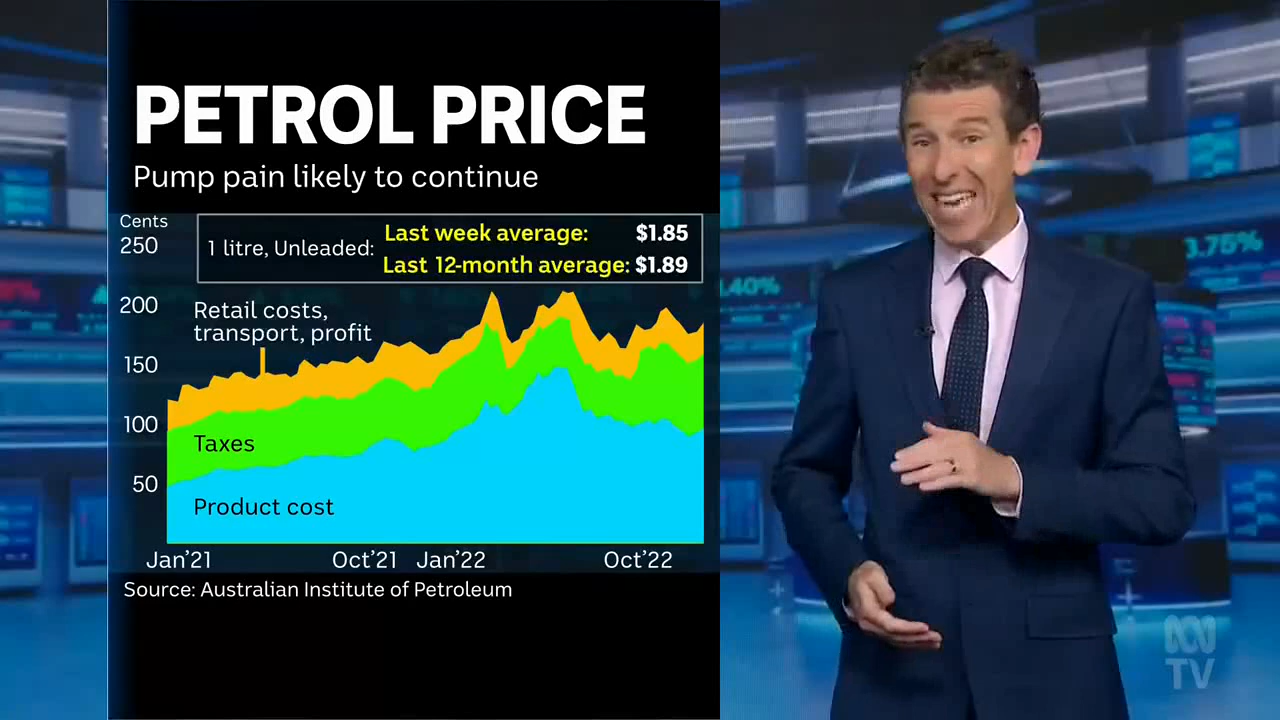 PETROL PRICE
Pump pain likely to continue
Cents
250
1 litre, Unleaded:
Last week average: $1.85
Last 12-month average: $1.89
200
Retail costs,
transport, profit
150
100
Taxes
50
Product cost
Jan'21 Oct'21 Jan'22 Oct'22
Source: Australian Institute of Petroleum
.40%
3.75%
TV